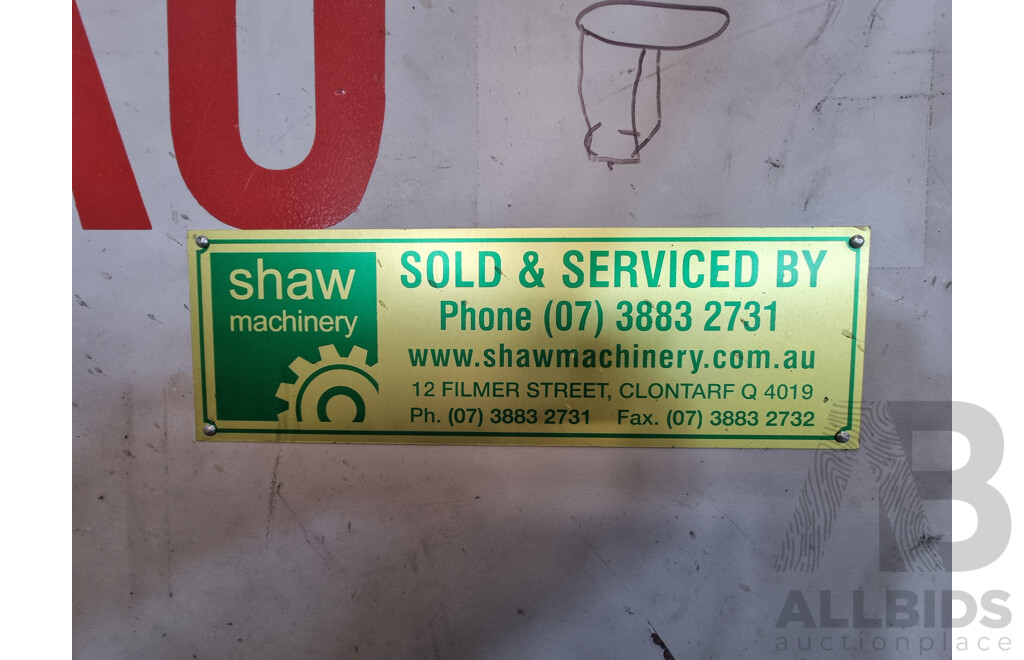 shaw
machinery
SOLD & SERVICED BY
Phone (07) 3883 2731
www.shawmachinery.com.au
12 FILMER STREET, CLONTARF Q 4019
Ph. (07) 3883 2731 Fax. (07) 3883 2732
AB
ALLBIDS
auctionplace